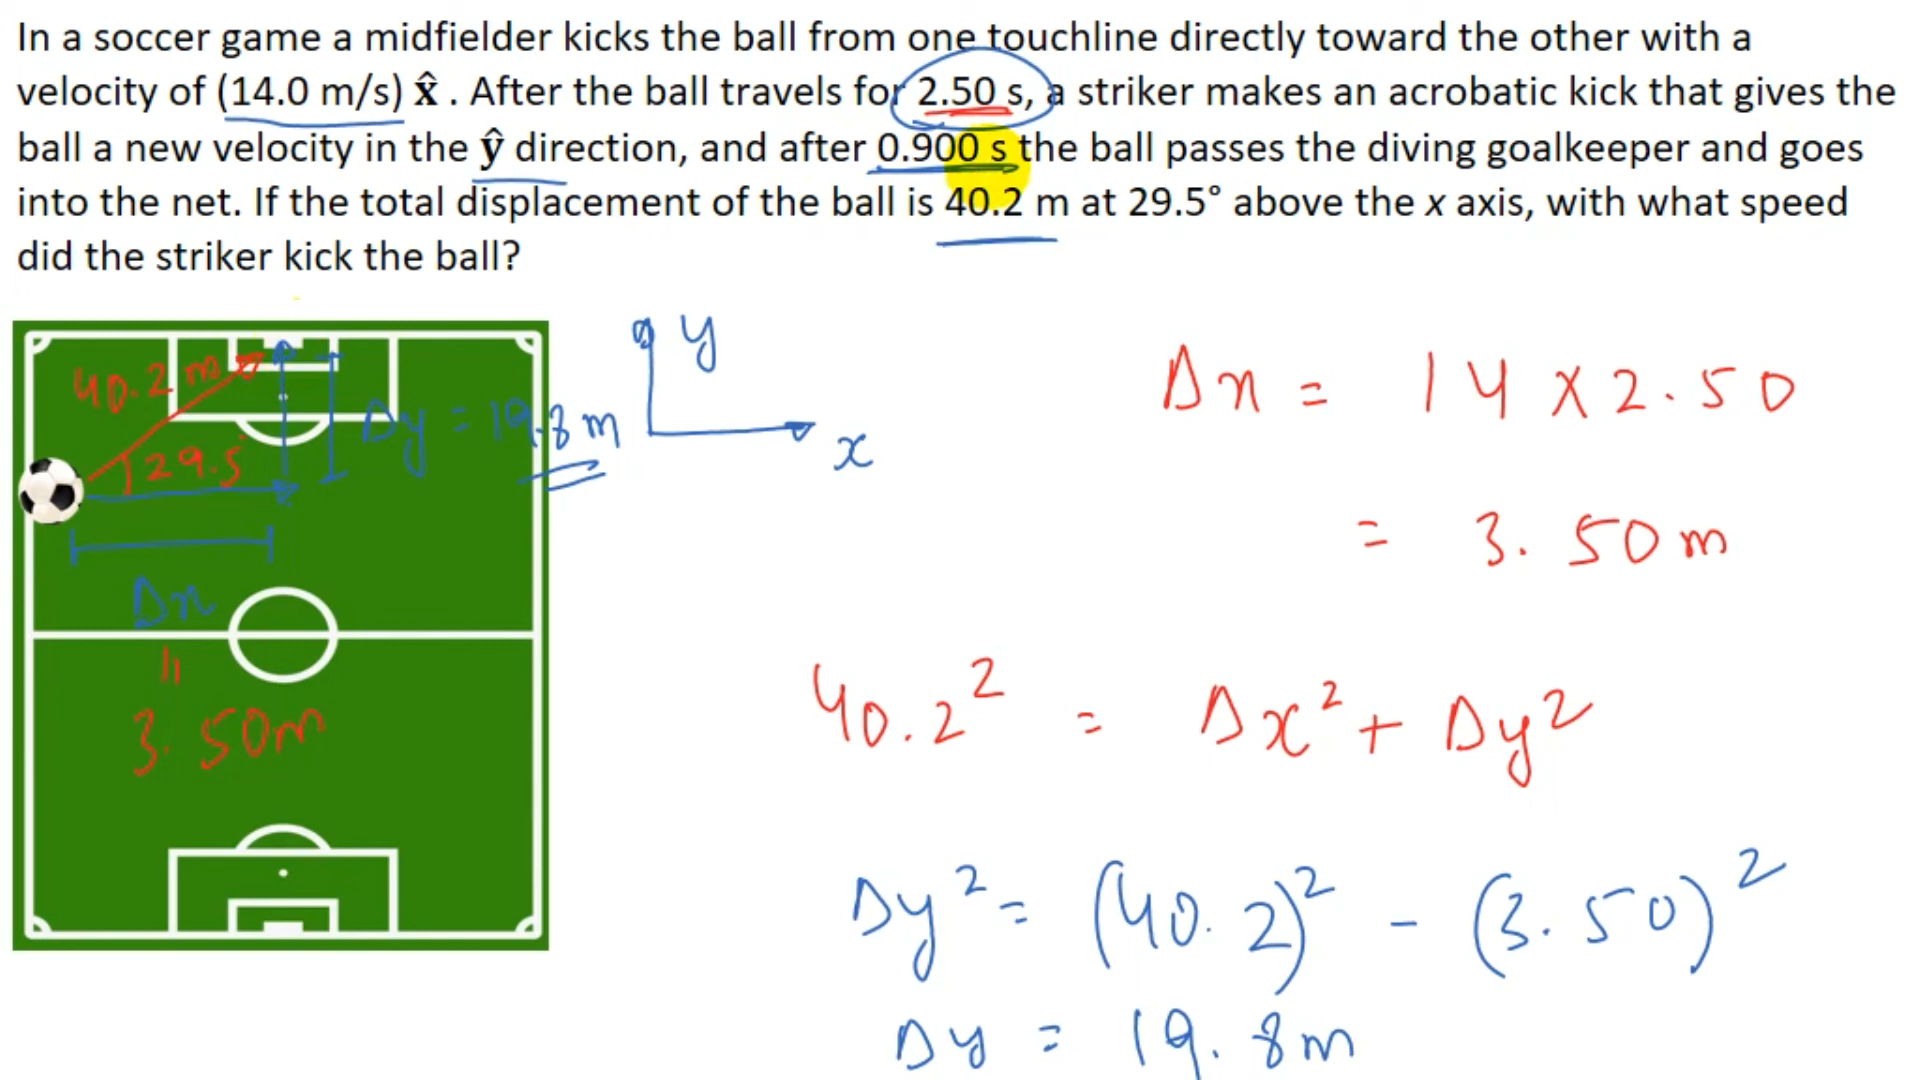 In a soccer game a midfielder kicks the ball from one touchline directly toward the other with a
velocity of (14.0 m/s) x̂ . After the ball travels for 2.50 s, a striker makes an acrobatic kick that gives the
ball a new velocity in the ŷ direction, and after 0.900 s the ball passes the diving goalkeeper and goes
into the net. If the total displacement of the ball is 40.2 m at 29.5° above the x axis, with what speed
did the striker kick the ball?
y
x
40.2 m
29.5°
Δy = 19.8 m
Δx
=
3.50m
Δx = 14 × 2.50
= 3.50 m
40.2² = Δx² + Δy²
Δy² = (40.2)² - (3.50)²
Δy = 19.8 m